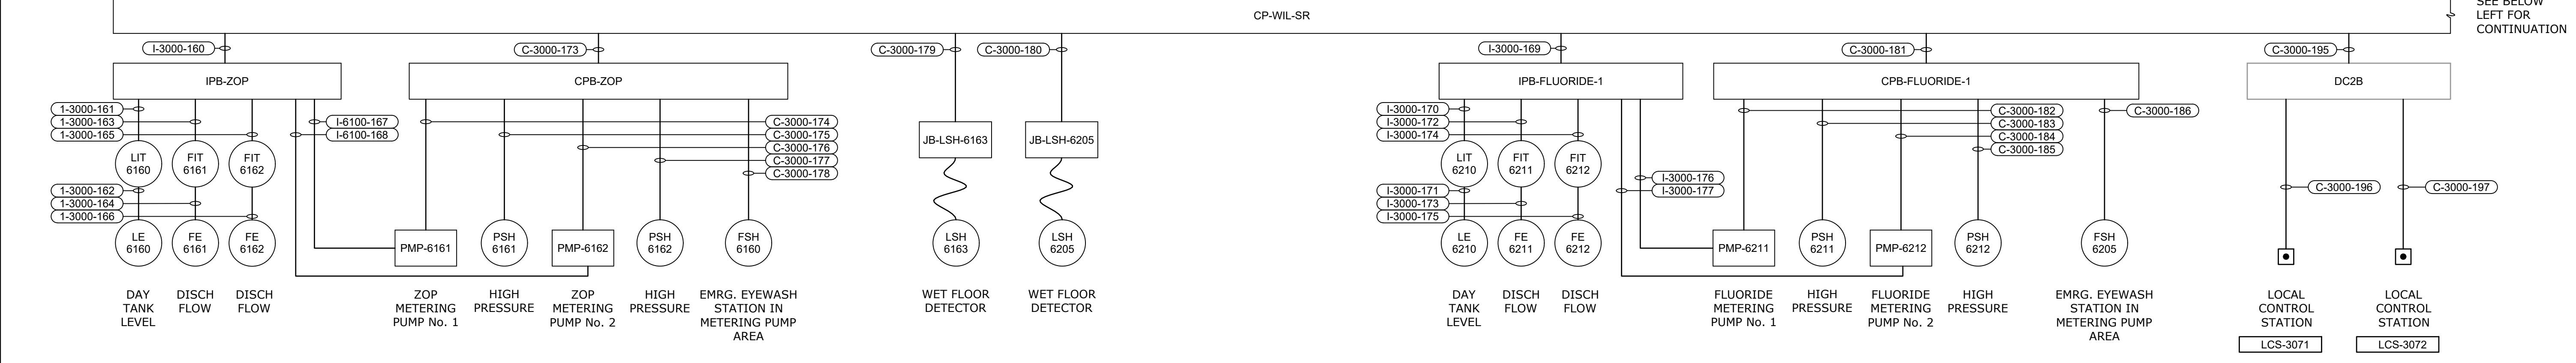 CP-WIL-SR
SEE BELOW
LEFT FOR
CONTINUATION
I-3000-160
C-3000-173
C-3000-179
C-3000-180
I-3000-169
C-3000-181
C-3000-195
IPB-ZOP
CPB-ZOP
IPB-FLUORIDE-1
CPB-FLUORIDE-1
DC2B
1-3000-161
1-3000-163
1-3000-165
I-6100-167
I-6100-168
C-3000-174
C-3000-175
C-3000-176
C-3000-177
C-3000-178
JB-LSH-6163
JB-LSH-6205
I-3000-170
I-3000-172
I-3000-174
C-3000-182
C-3000-183
C-3000-184
C-3000-185
C-3000-186
LIT
6160
FIT
6161
FIT
6162
LIT
6210
FIT
6211
FIT
6212
1-3000-162
1-3000-164
1-3000-166
I-3000-171
I-3000-173
I-3000-175
I-3000-176
I-3000-177
C-3000-196
C-3000-197
LE
6160
FE
6161
FE
6162
PMP-6161
PSH
6161
PMP-6162
PSH
6162
FSH
6160
LSH
6163
LSH
6205
LE
6210
FE
6211
FE
6212
PMP-6211
PSH
6211
PMP-6212
PSH
6212
FSH
6205
DAY
TANK
LEVEL
DISCH
FLOW
DISCH
FLOW
ZOP
METERING
PUMP No. 1
HIGH
PRESSURE
ZOP
METERING
PUMP No. 2
HIGH
PRESSURE
EMRG. EYEWASH
STATION IN
METERING PUMP
AREA
WET FLOOR
DETECTOR
WET FLOOR
DETECTOR
DAY
TANK
LEVEL
DISCH
FLOW
DISCH
FLOW
FLUORIDE
METERING
PUMP No. 1
HIGH
PRESSURE
FLUORIDE
METERING
PUMP No. 2
HIGH
PRESSURE
EMRG. EYEWASH
STATION IN
METERING PUMP
AREA
LOCAL
CONTROL
STATION
LCS-3071
LOCAL
CONTROL
STATION
LCS-3072